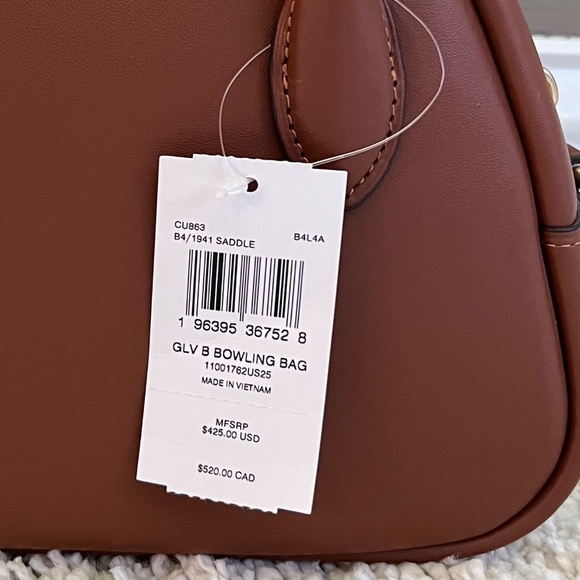 CU863
B4/1941 SADDLE B4L4A
1 96395 36752 8
GLV B BOWLING BAG
11001762US25
MADE IN VIETNAM
MFSRP
$425.00 USD
$520.00 CAD